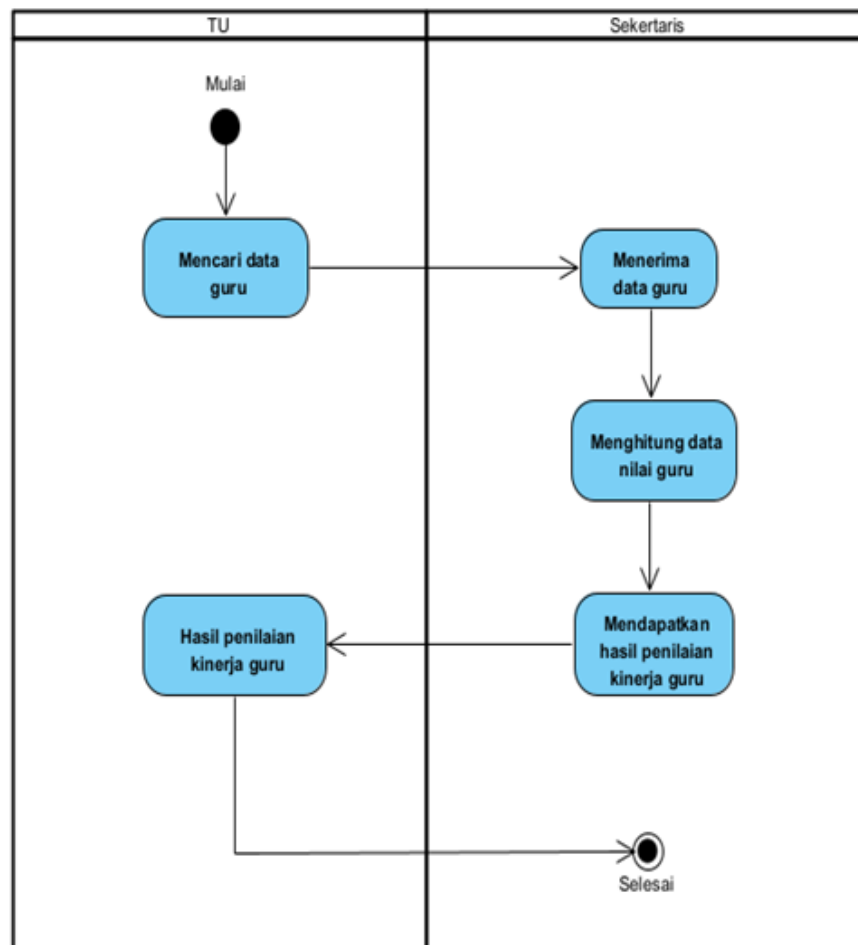 TU
Sekertaris
Mulai
Mencari data
guru
Menerima
data guru
Menghitung data
nilai guru
Mendapatkan
hasil penilaian
kinerja guru
Hasil penilaian
kinerja guru
Selesai